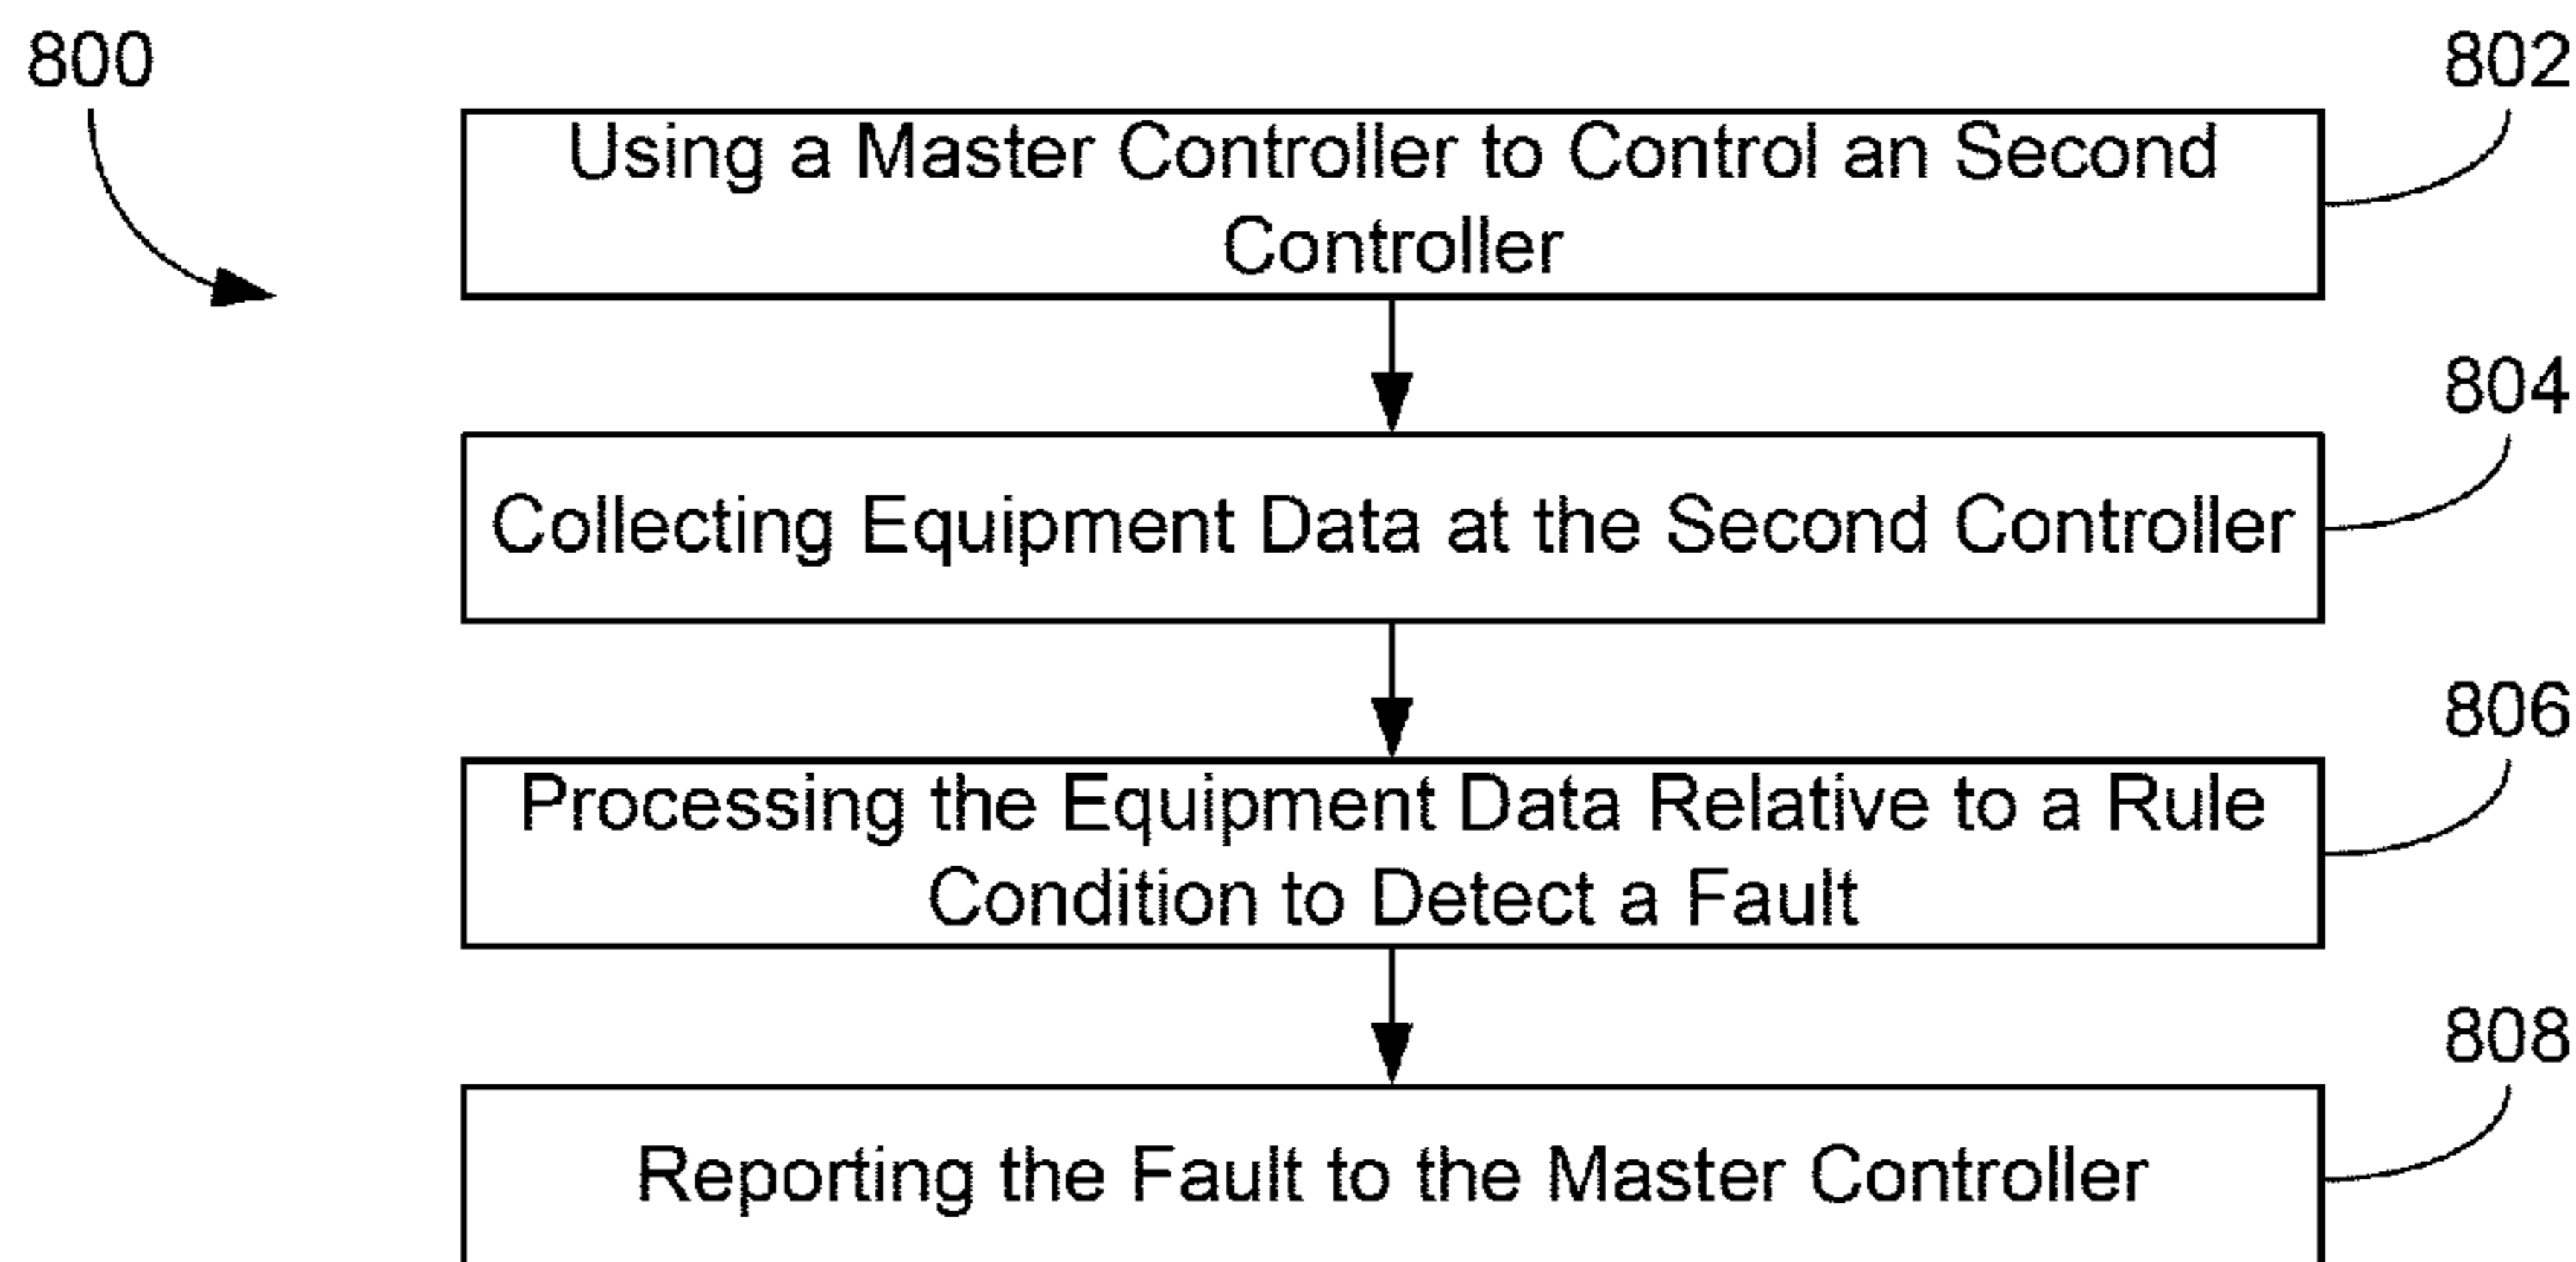 800
802
Using a Master Controller to Control an Second
Controller
804
Collecting Equipment Data at the Second Controller
806
Processing the Equipment Data Relative to a Rule
Condition to Detect a Fault
808
Reporting the Fault to the Master Controller